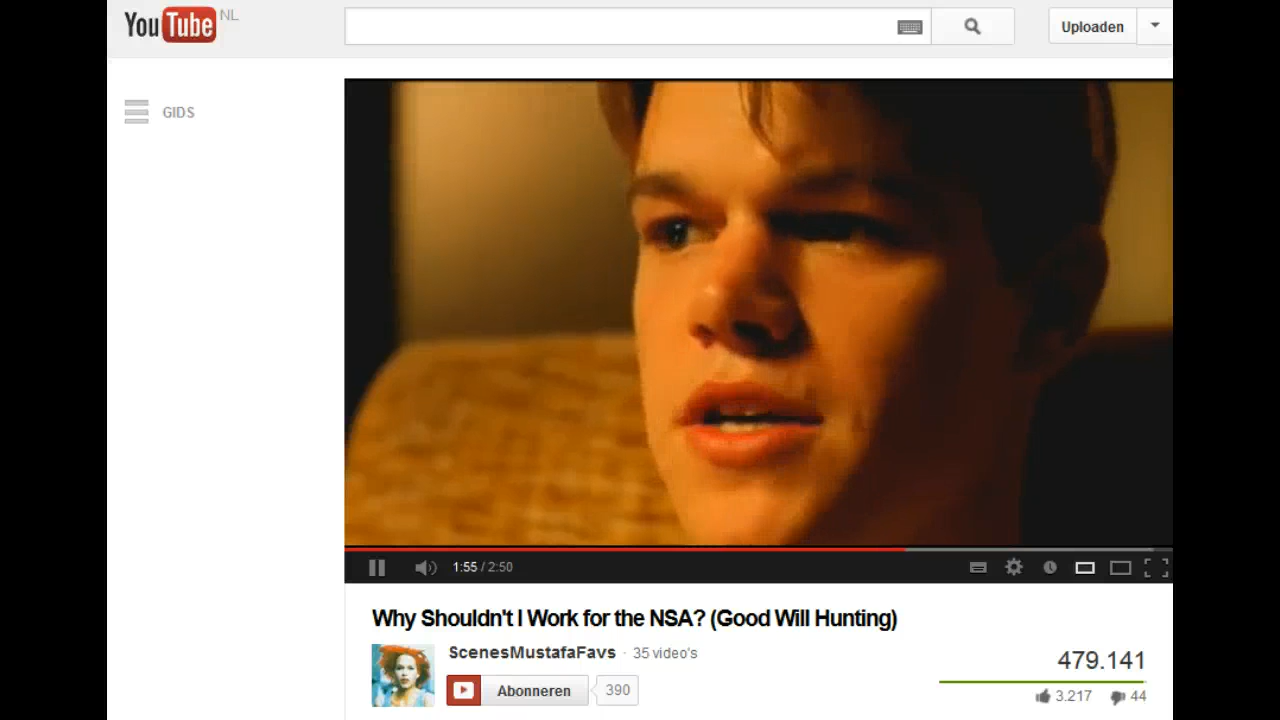 YouTube NL
Uploaden
GIDS
1:55 / 2:50
Why Shouldn't I Work for the NSA? (Good Will Hunting)
ScenesMustafaFavs · 35 video's
479.141
Abonneren 390
3.217 44